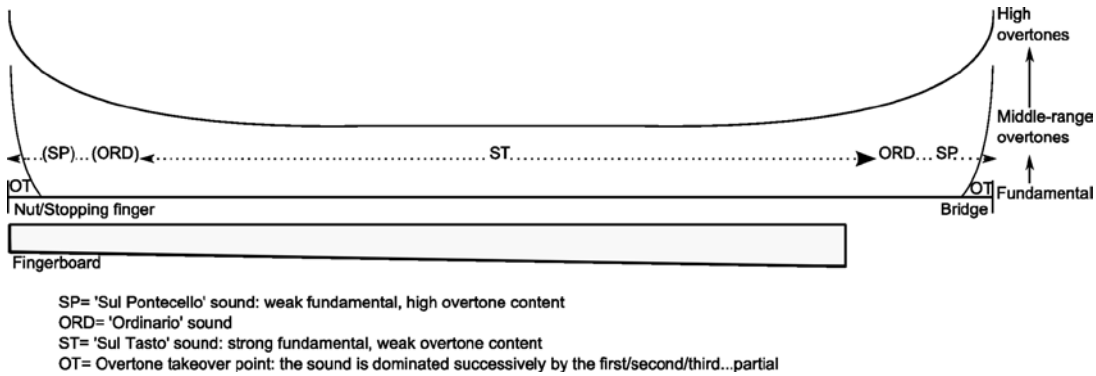 High
overtones
Middle-range
overtones
(SP)...(ORD) ST ORD... SP
OT OT Fundamental
Nut/Stopping finger Bridge
Fingerboard
SP= 'Sul Pontecello' sound: weak fundamental, high overtone content
ORD= 'Ordinario' sound
ST= 'Sul Tasto' sound: strong fundamental, weak overtone content
OT= Overtone takeover point: the sound is dominated successively by the first/second/third...partial